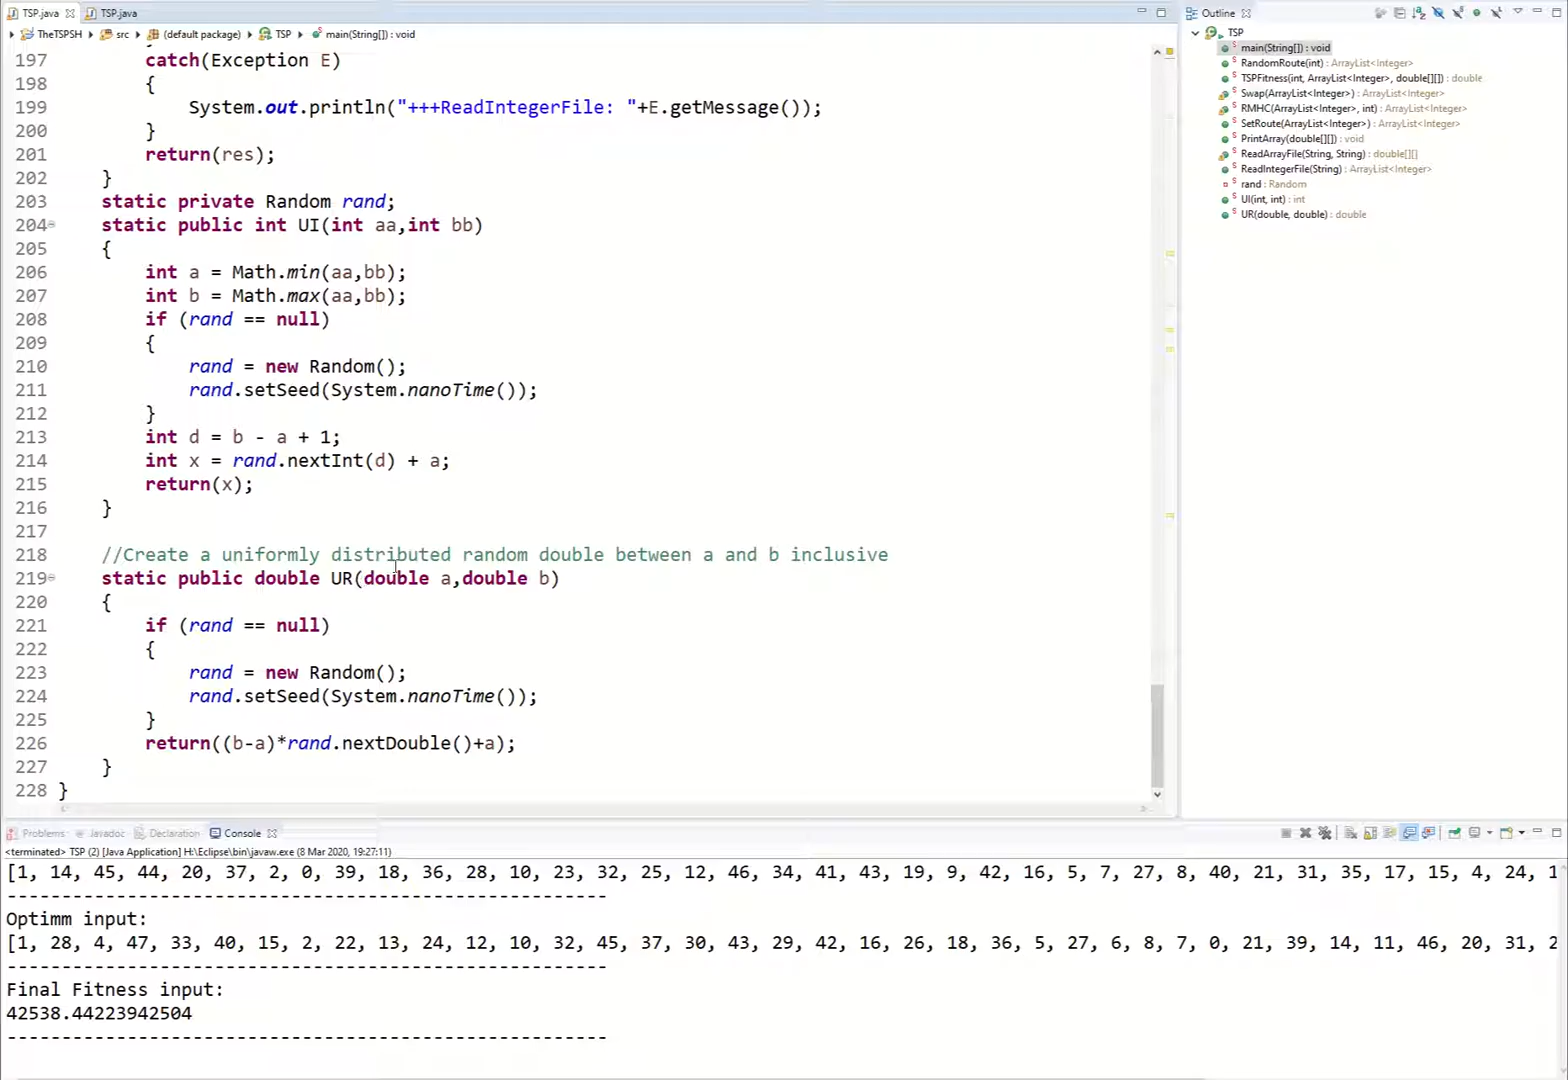 TSP.java
TSP.java
TheTSPSH
src
(default package)
TSP
main(String[]) : void
197 catch(Exception E)
198 {
199 System.out.println("+++ReadIntegerFile: "+E.getMessage());
200 }
201 return(res);
202 }
203 static private Random rand;
204 static public int UI(int aa,int bb)
205 {
206 int a = Math.min(aa,bb);
207 int b = Math.max(aa,bb);
208 if (rand == null)
209 {
210 rand = new Random();
211 rand.setSeed(System.nanoTime());
212 }
213 int d = b - a + 1;
214 int x = rand.nextInt(d) + a;
215 return(x);
216 }
217
218 //Create a uniformly distributed random double between a and b inclusive
219 static public double UR(double a,double b)
220 {
221 if (rand == null)
222 {
223 rand = new Random();
224 rand.setSeed(System.nanoTime());
225 }
226 return((b-a)*rand.nextDouble()+a);
227 }
228 }
Outline
TSP
main(String[]) : void
RandomRoute(int) : ArrayList<Integer>
TSPFitness(int, ArrayList<Integer>, double[][]) : double
Swap(ArrayList<Integer>) : ArrayList<Integer>
RMHC(ArrayList<Integer>, int) : ArrayList<Integer>
SetRoute(ArrayList<Integer>) : ArrayList<Integer>
PrintArray(double[][]) : void
ReadArrayFile(String, String) : double[][]
ReadIntegerFile(String) : ArrayList<Integer>
rand : Random
UI(int, int) : int
UR(double, double) : double
Problems
Javadoc
Declaration
Console
<terminated> TSP (2) [Java Application] H:\Eclipse\bin\javaw.exe (8 Mar 2020, 19:27:11)
[1, 14, 45, 44, 20, 37, 2, 0, 39, 18, 36, 28, 10, 23, 32, 25, 12, 46, 34, 41, 43, 19, 9, 42, 16, 5, 7, 27, 8, 40, 21, 31, 35, 17, 15, 4, 24, 1
-------------------------------------------------------
Optimm input:
[1, 28, 4, 47, 33, 40, 15, 2, 22, 13, 24, 12, 10, 32, 45, 37, 30, 43, 29, 42, 16, 26, 18, 36, 5, 27, 6, 8, 7, 0, 21, 39, 14, 11, 46, 20, 31, 2
-------------------------------------------------------
Final Fitness input:
42538.44223942504
-------------------------------------------------------